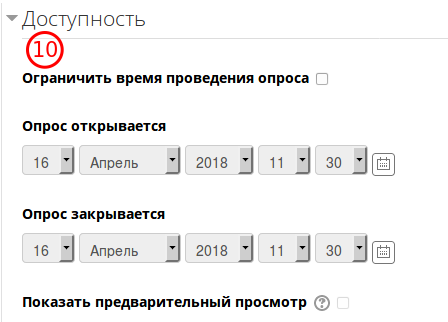 Доступность
10
Ограничить время проведения опроса
Опрос открывается
16 Апрель 2018 11 30
Опрос закрывается
16 Апрель 2018 11 30
Показать предварительный просмотр ?